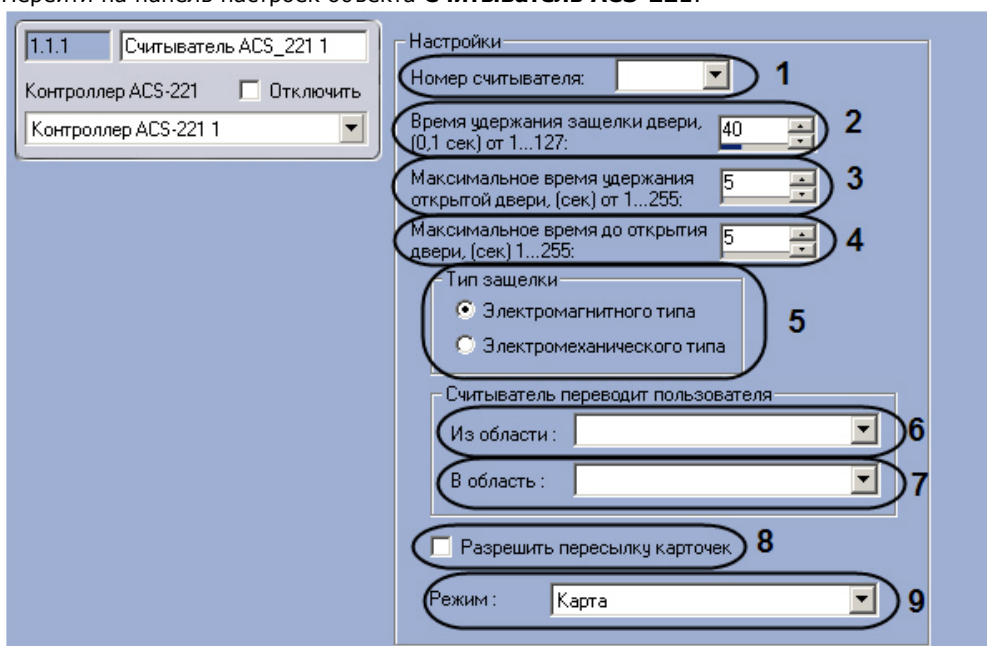 Перейти на панель настроек объекта Считыватель ACS-221.
1.1.1 Считыватель ACS_221 1
Контроллер ACS-221 Отключить
Контроллер ACS-221 1
Настройки
Номер считывателя: 1
Время удержания защелки двери, (0,1 сек) от 1...127: 40 2
Максимальное время удержания открытой двери, (сек) от 1...255: 5 3
Максимальное время до открытия двери, (сек) 1...255: 5 4
Тип защелки
Электромагнитного типа
Электромеханического типа
5
Считыватель переводит пользователя
Из области : 6
В область : 7
Разрешить пересылку карточек 8
Режим : Карта 9